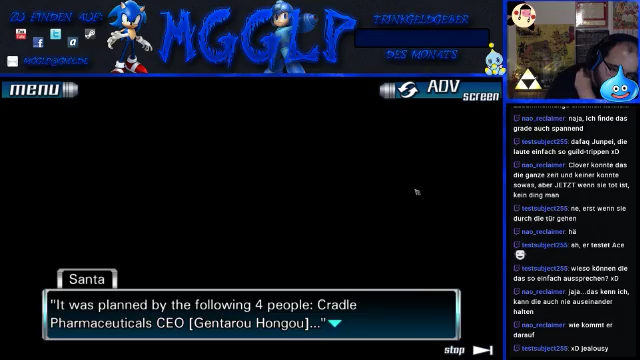 ZU FINDEN AUF:
MGGLP@GMX.DE
MGGLP
TRINKGELDGEBER
DES MONATS
menu
ADV
screen
Santa
"It was planned by the following 4 people: Cradle
Pharmaceuticals CEO [Gentarou Hongou]..."
stop
nao_reclaimer: naja, ich finde das
grade auch spannend
testsubject255: dafaq Junpei, die
laute einfach so guild-trippen xD
nao_reclaimer: Clover konnte das
die ganze zeit und keiner konnte
sowas, aber JETZT wenn sie tot ist,
kein ding man
testsubject255: ne, erst wenn sie
durch die tür gehen
nao_reclaimer: hä
testsubject255: ah, er testet Ace
testsubject255: wieso können die
das so einfach aussprechen? xD
nao_reclaimer: jaja...das kenn ich,
kann die auch nie auseinander
halten
nao_reclaimer: wie kommt er
darauf
testsubject255: xD jealousy